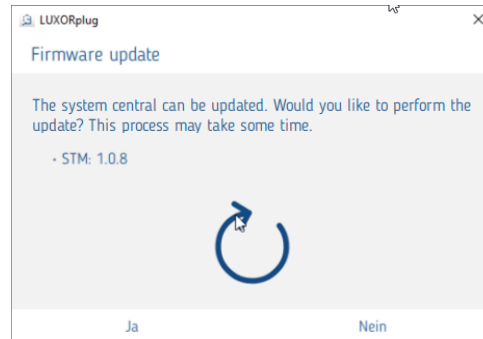 LUXORplug
Firmware update
The system central can be updated. Would you like to perform the
update? This process may take some time.
• STM: 1.0.8
Ja
Nein